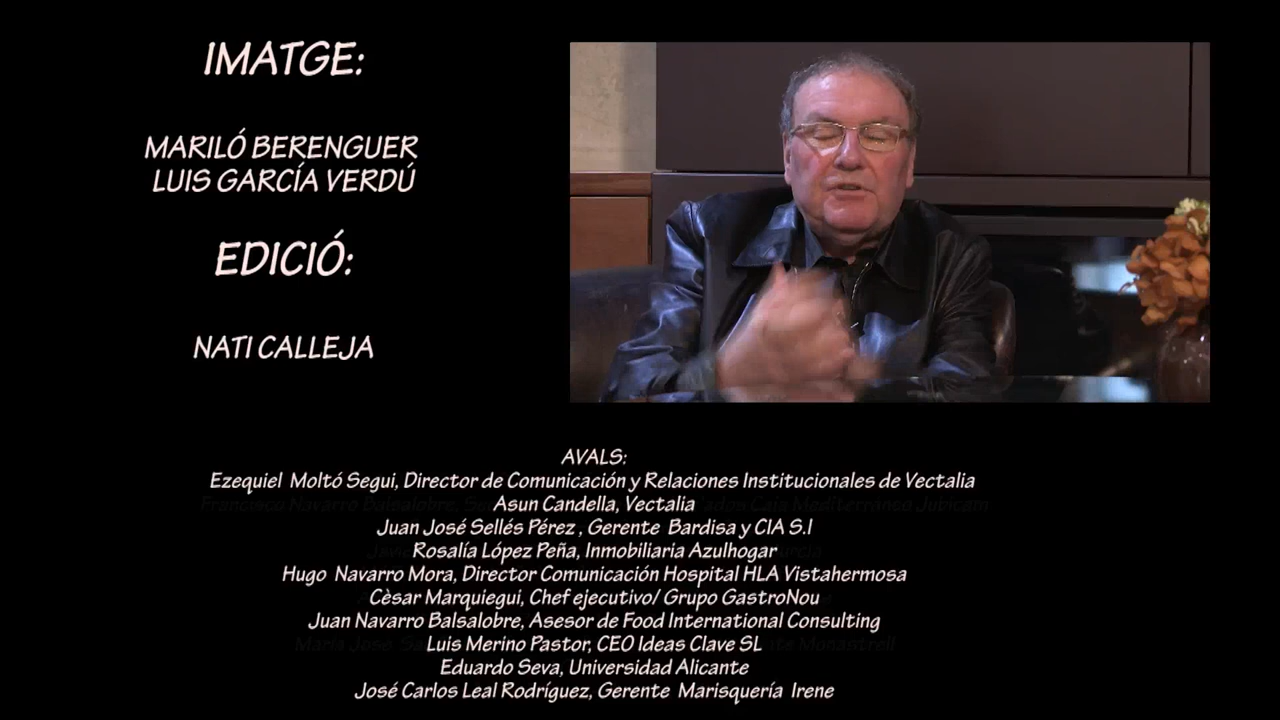 IMATGE:
MARILÓ BERENGUER
LUIS GARCÍA VERDÚ
EDICIÓ:
NATI CALLEJA
AVALS:
Ezequiel Moltó Segui, Director de Comunicación y Relaciones Institucionales de Vectalia
Asun Candella, Vectalia
Juan José Sellés Pérez , Gerente Bardisa y CIA S.l
Rosalía López Peña, Inmobiliaria Azulhogar
Hugo Navarro Mora, Director Comunicación Hospital HLA Vistahermosa
Cèsar Marquiegui, Chef ejecutivo/ Grupo GastroNou
Juan Navarro Balsalobre, Asesor de Food International Consulting
Luis Merino Pastor, CEO Ideas Clave SL
Eduardo Seva, Universidad Alicante
José Carlos Leal Rodríguez, Gerente Marisquería Irene